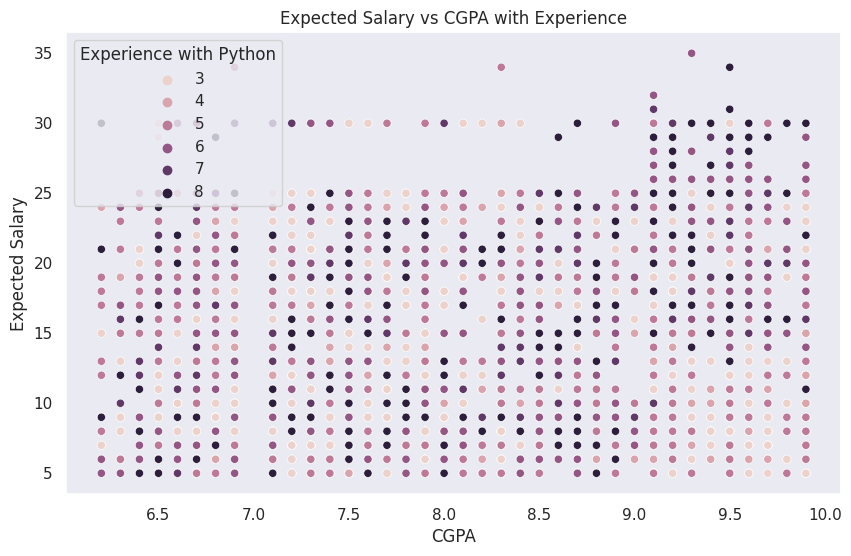 Expected Salary vs CGPA with Experience
Expected Salary
35
30
25
20
15
10
5
Experience with Python
3
4
5
6
7
8
6.5 7.0 7.5 8.0 8.5 9.0 9.5 10.0
CGPA